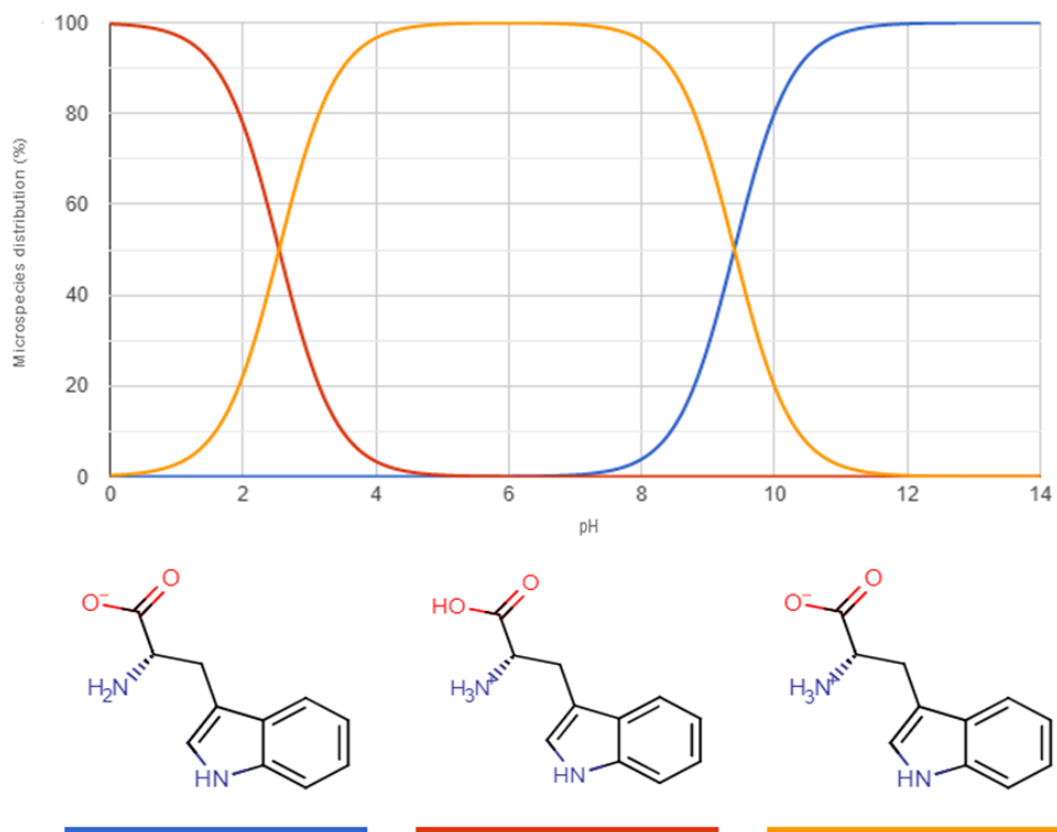 100
80
60
40
20
0
Microspecies distribution (%)
0 2 4 6 8 10 12 14
pH
O⁻ O HO O O⁻ O
H₂N H₃N⁺ H₃N⁺
HN HN HN